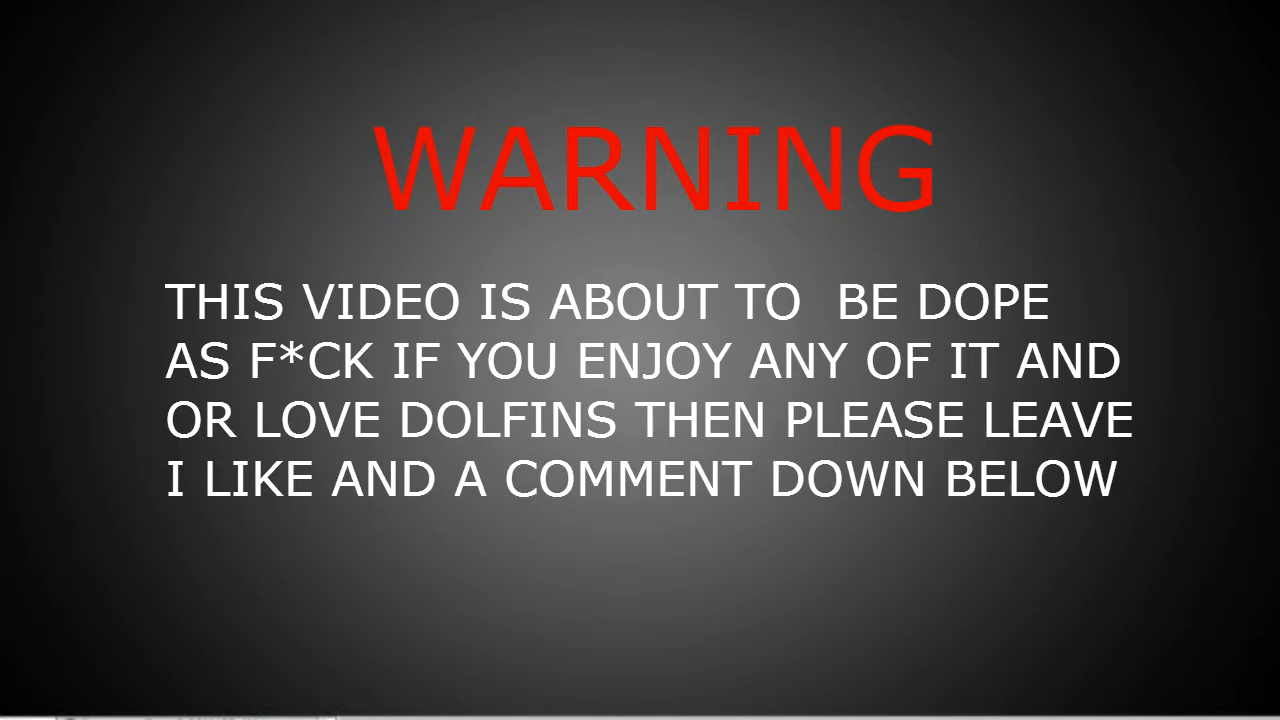 WARNING
THIS VIDEO IS ABOUT TO  BE DOPE
AS F*CK IF YOU ENJOY ANY OF IT AND
OR LOVE DOLFINS THEN PLEASE LEAVE
I LIKE AND A COMMENT DOWN BELOW